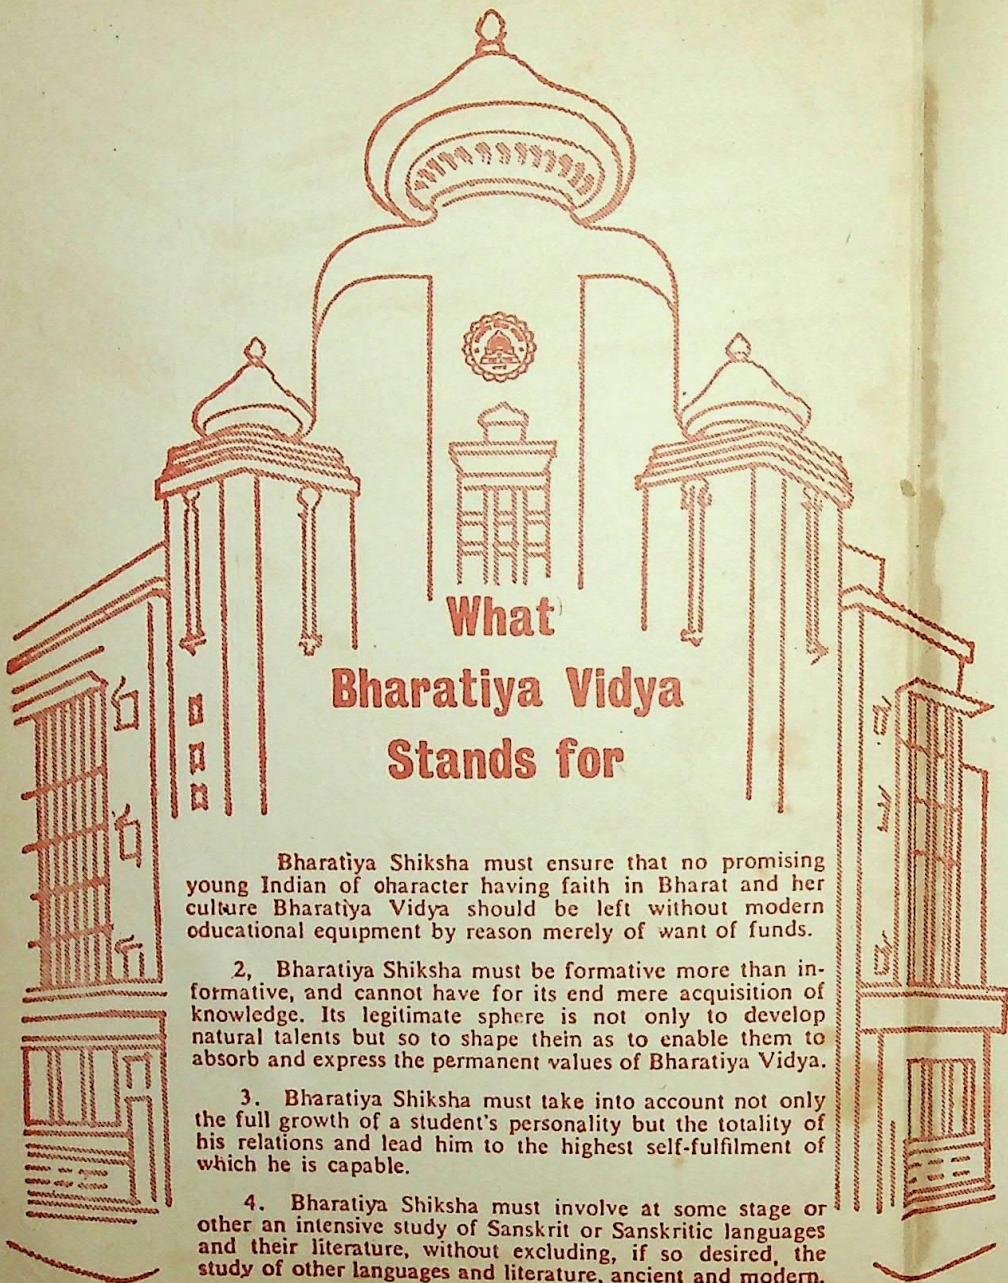 What
Bharatiya Vidya
Stands for
Bharatiya Shiksha must ensure that no promising
young Indian of oharacter having faith in Bharat and her
culture Bharatiya Vidya should be left without modern
oducational equipment by reason merely of want of funds.
2, Bharatiya Shiksha must be formative more than in-
formative, and cannot have for its end mere acquisition of
knowledge. Its legitimate sphere is not only to develop
natural talents but so to shape thein as to enable them to
absorb and express the permanent values of Bharatiya Vidya.
3. Bharatiya Shiksha must take into account not only
the full growth of a student's personality but the totality of
his relations and lead him to the highest self-fulfilment of
which he is capable.
4. Bharatiya Shiksha must involve at some stage or
other an intensive study of Sanskrit or Sanskritic languages
and their literature, without excluding, if so desired, the
study of other languages and literature, ancient and modern.